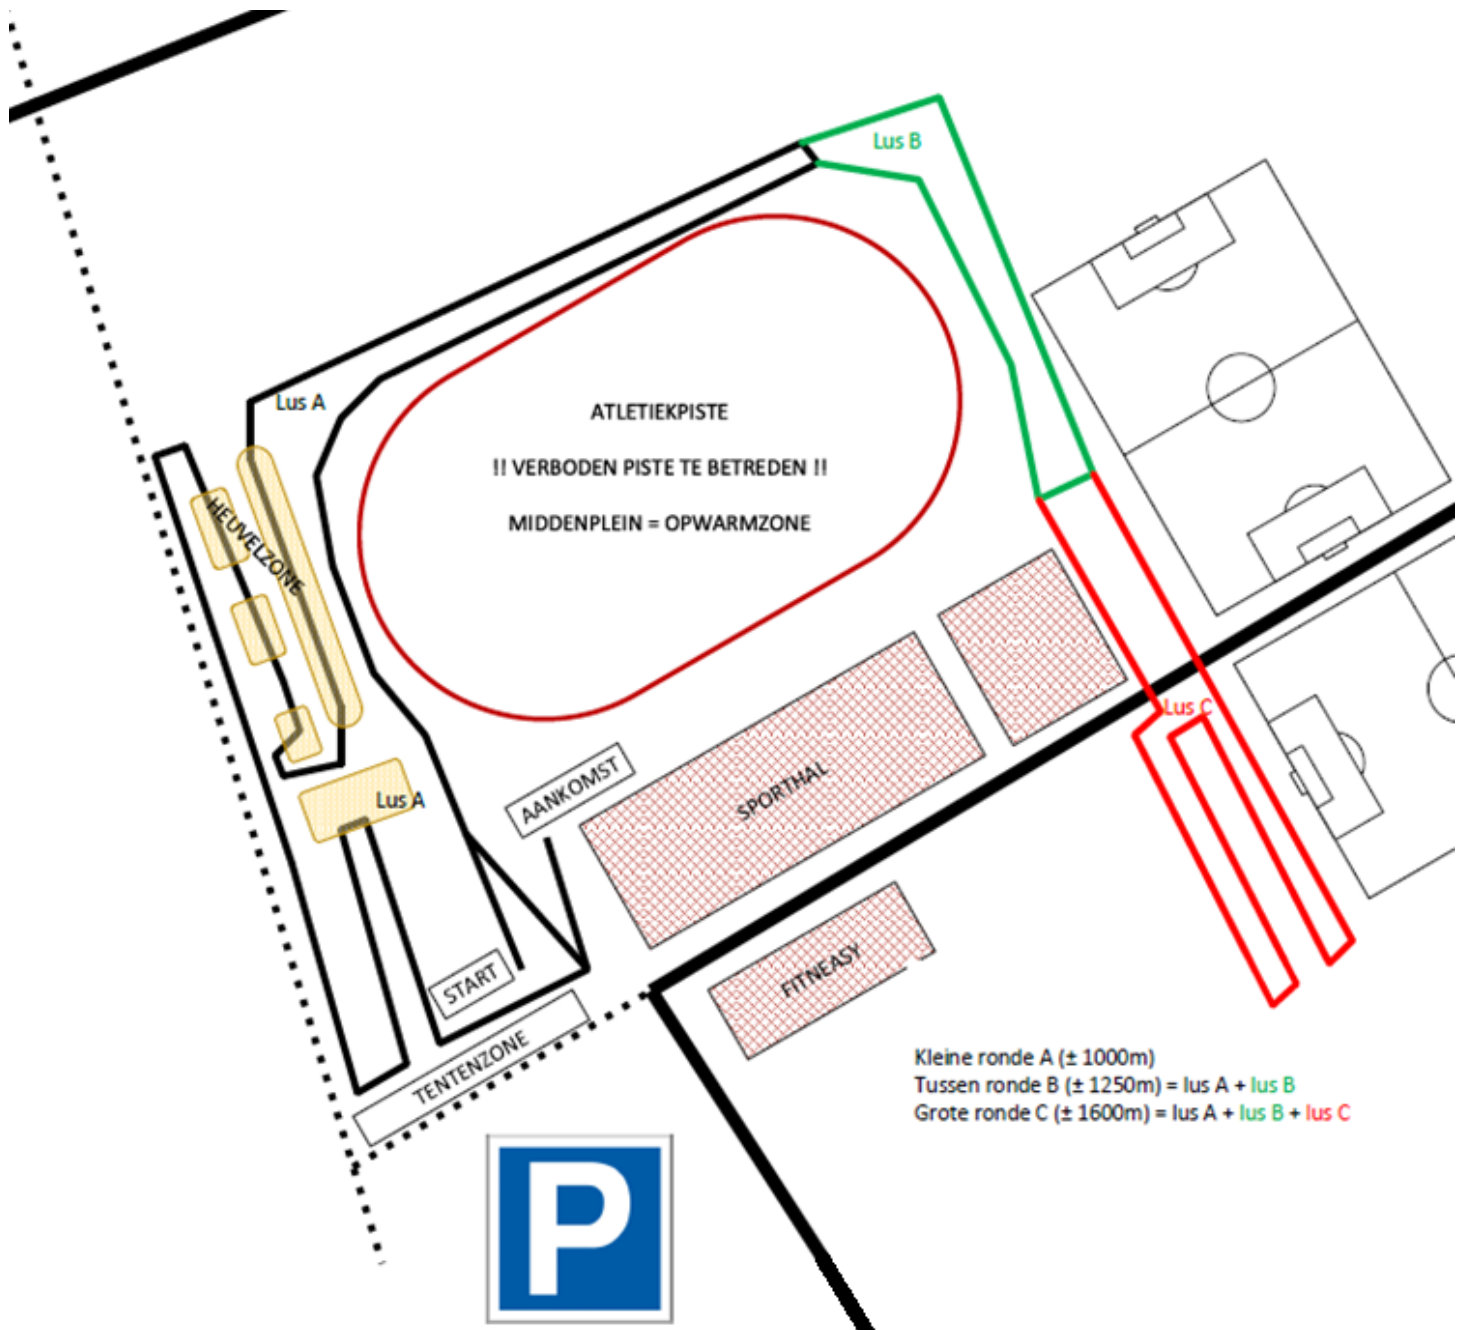 Lus B
Lus A
ATLETIEKPISTE
!! VERBODEN PISTE TE BETREDEN !!
MIDDENPLEIN = OPWARMZONE
HEUVELZONE
Lus C
AANKOMST
SPORTHAL
Lus A
START
FITNEASY
TENTENZONE
Kleine ronde A (± 1000m)
Tussen ronde B (± 1250m) = lus A + lus B
Grote ronde C (± 1600m) = lus A + lus B + lus C
P